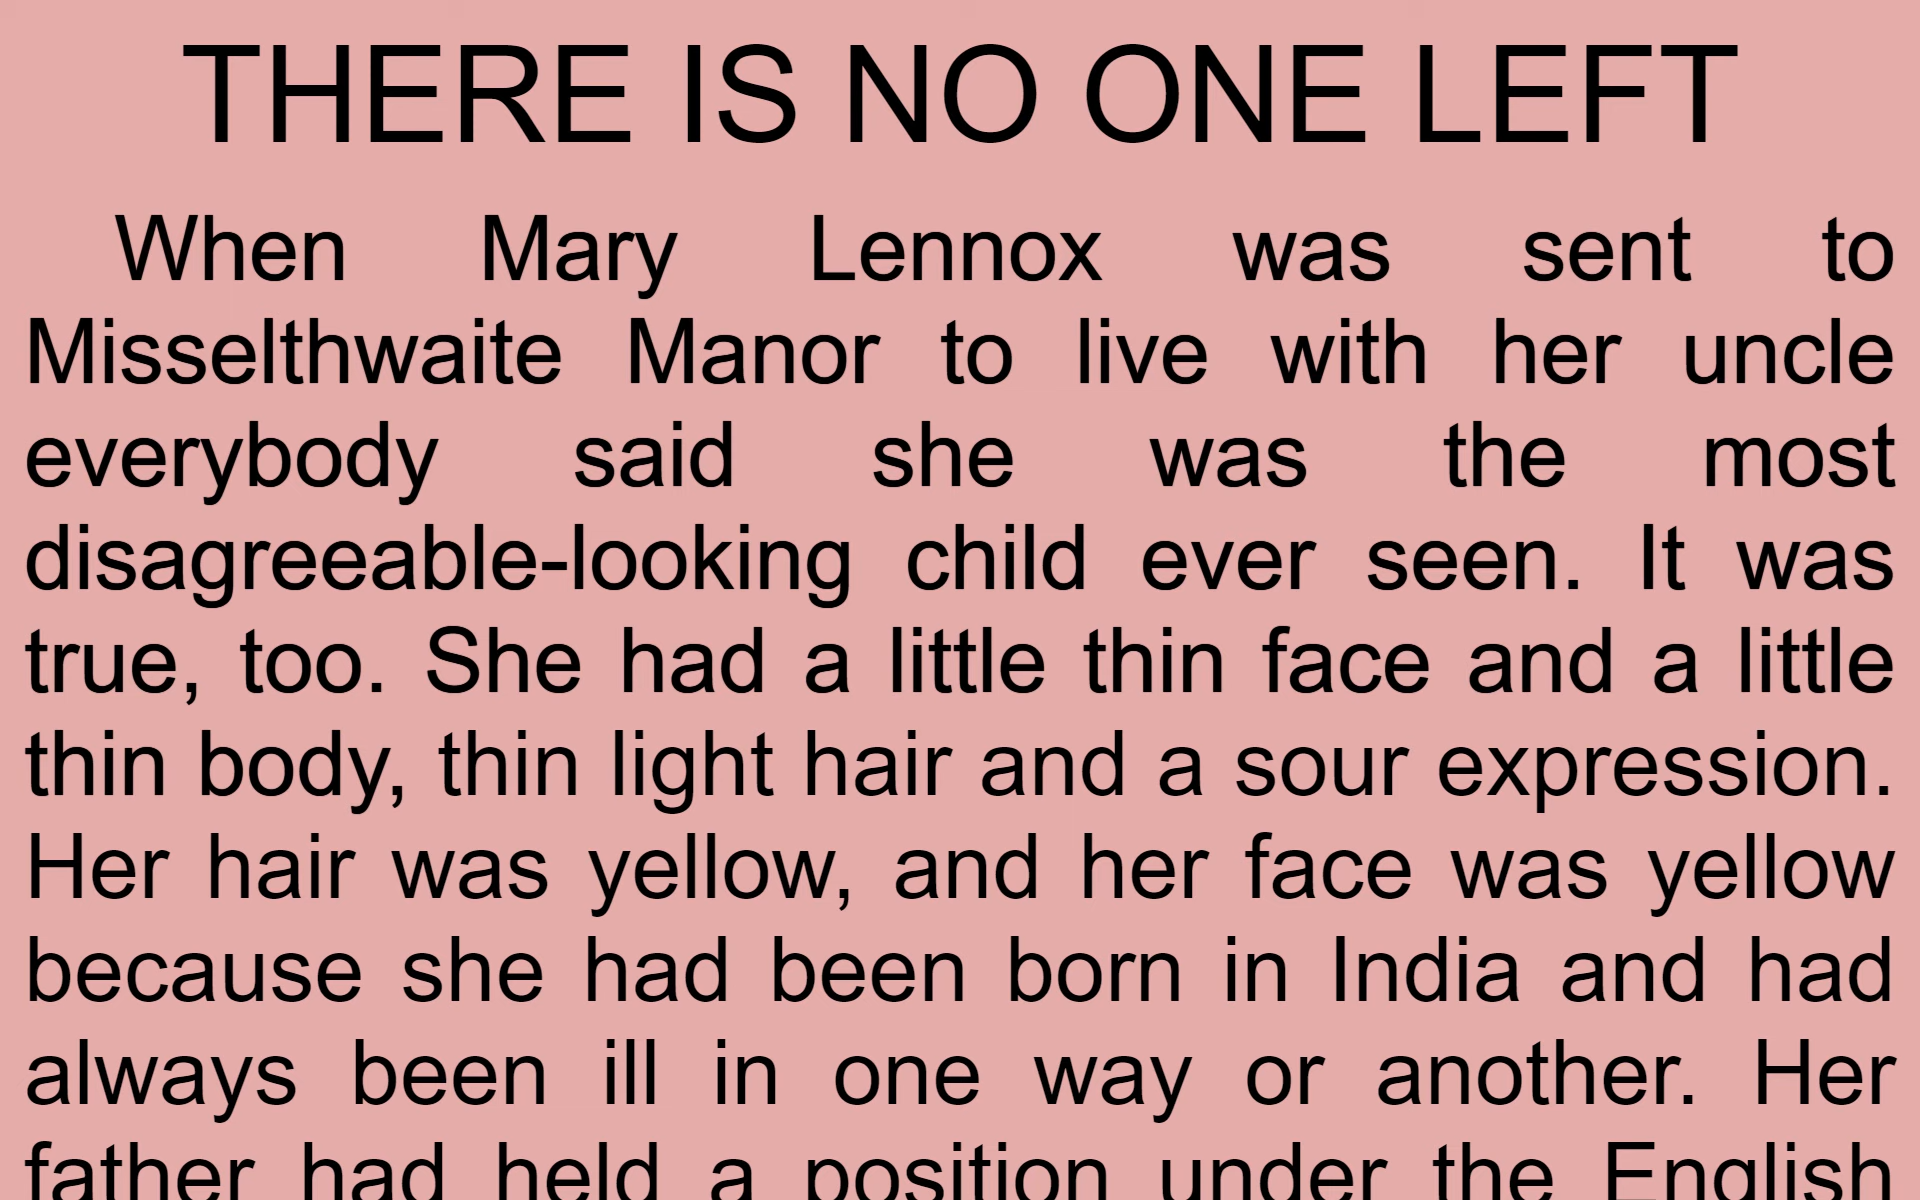 THERE IS NO ONE LEFT
When Mary Lennox was sent to
Misselthwaite Manor to live with her uncle
everybody said she was the most
disagreeable-looking child ever seen. It was
true, too. She had a little thin face and a little
thin body, thin light hair and a sour expression.
Her hair was yellow, and her face was yellow
because she had been born in India and had
always been ill in one way or another. Her
father had held a position under the English